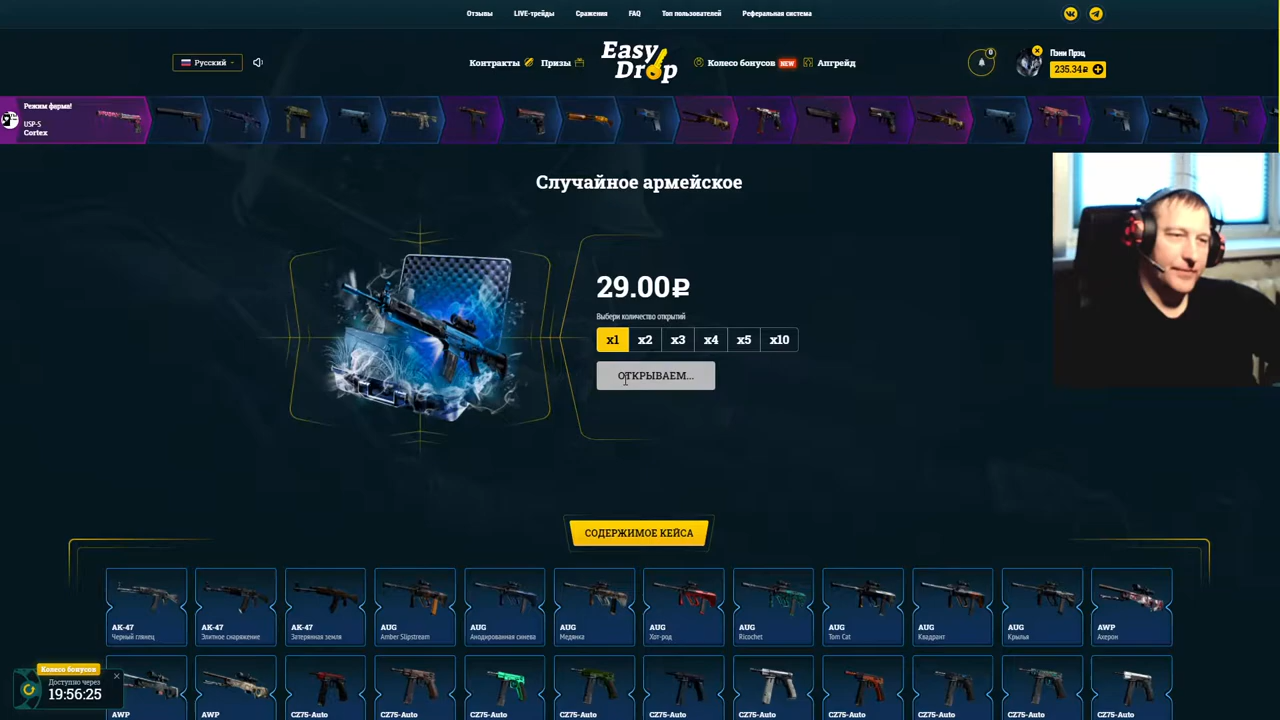 Отзывы
LIVE-трейды
Сражения
FAQ
Топ пользователей
Реферальная система
Русский
Контракты
Призы
Easy
Drop
Колесо бонусов NEW
Апгрейд
0
Пэни Прэц
235.34₽
Режим фарма!
USP-S
Cortex
Случайное армейское
29.00₽
Выбери количество открытий
x1 x2 x3 x4 x5 x10
ОТКРЫВАЕМ...
СОДЕРЖИМОЕ КЕЙСА
AK-47
Черный глянец
AK-47
Элитное снаряжение
AK-47
Затерянная земля
AUG
Amber Slipstream
AUG
Анодированная синева
AUG
Медянка
AUG
Хот-род
AUG
Ricochet
AUG
Tom Cat
AUG
Квадрант
AUG
Крылья
AWP
Ахерон
Колесо бонусов
Доступно через
19:56:25
AWP
AWP
CZ75-Auto
CZ75-Auto
CZ75-Auto
CZ75-Auto
CZ75-Auto
CZ75-Auto
CZ75-Auto
CZ75-Auto
CZ75-Auto
CZ75-Auto